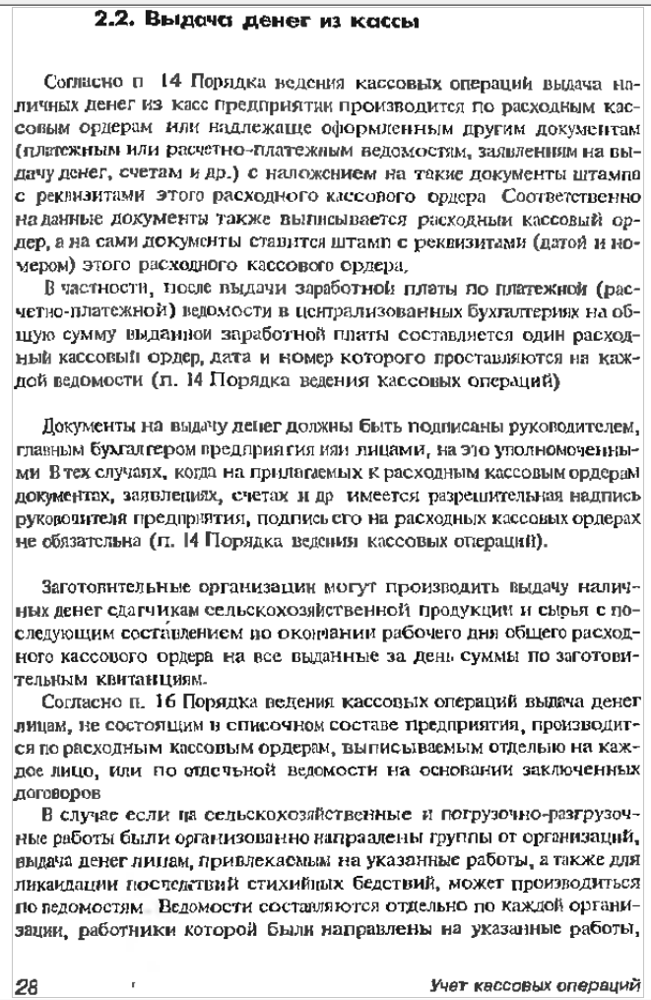 2.2. Выдача денег из кассы
Согласно п 14 Порядка ведения кассовых операций выдача на-
личных денег из касс предприятии производится по расходным кас-
совым ордерам или надлежаще оформленным другим документам
(платежным или расчетно-платежным ведомостям, заявлениям на вы-
дачу денег, счетам и др.) с наложением на такие документы штампа
с реквизитами этого расходного кассового ордера Соответственно
на данные документы также выписывается расходный кассовый ор-
дер, а на сами документы ставится штамп с реквизитами (датой и но-
мером) этого расходного кассового ордера.
В частности, после выдачи заработной платы по платежной (рас-
четно-платежной) ведомости в централизованных бухгалтериях на об-
щую сумму выданной заработной платы составляется один расход-
ный кассовый ордер, дата и номер которого проставляются на каж-
дой ведомости (п. 14 Порядка ведения кассовых операций)
Документы на выдачу денег должны быть подписаны руководителем,
главным бухгалтером предприятия или лицами, на это уполномоченны-
ми В тех случаях, когда на прилагаемых к расходным кассовым ордерам
документах, заявлениях, счетах и др имеется разрешительная надпись
руководителя предприятия, подпись его на расходных кассовых ордерах
не обязательна (п. 14 Порядка ведения кассовых операций).
Заготовительные организации могут производить выдачу налич-
ных денег сдатчикам сельскохозяйственной продукции и сырья с по-
следующим составлением по окончании рабочего дня общего расход-
ного кассового ордера на все выданные за день суммы по заготови-
тельным квитанциям.
Согласно п. 16 Порядка ведения кассовых операций выдача денег
лицам, не состоящим в списочном составе предприятия, производит-
ся по расходным кассовым ордерам, выписываемым отдельно на каж-
дое лицо, или по отдельной ведомости на основании заключенных
договоров
В случае если на сельскохозяйственные и погрузочно-разгрузоч-
ные работы были организованно направлены группы от организаций,
выдача денег лицам, привлекаемым на указанные работы, а также для
ликвидации последствий стихийных бедствий, может производиться
по ведомостям Ведомости составляются отдельно по каждой органи-
зации, работники которой были направлены на указанные работы,
28 Учет кассовых операций